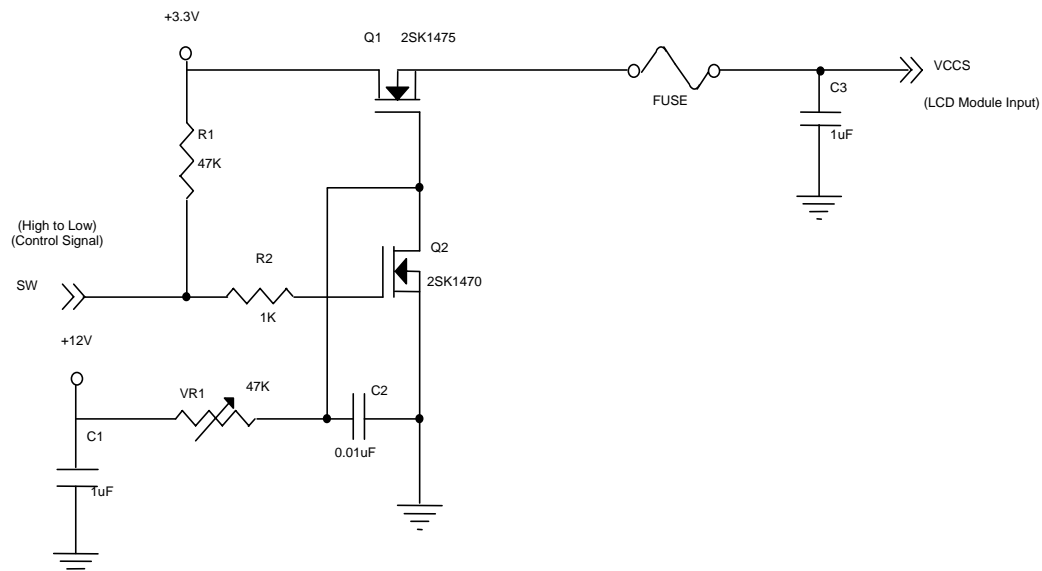 +3.3V
Q1 2SK1475
VCCS
FUSE
C3
(LCD Module Input)
1uF
R1
47K
(High to Low)
(Control Signal)
Q2
R2
2SK1470
SW
1K
+12V
VR1
47K
C2
C1
0.01uF
1uF